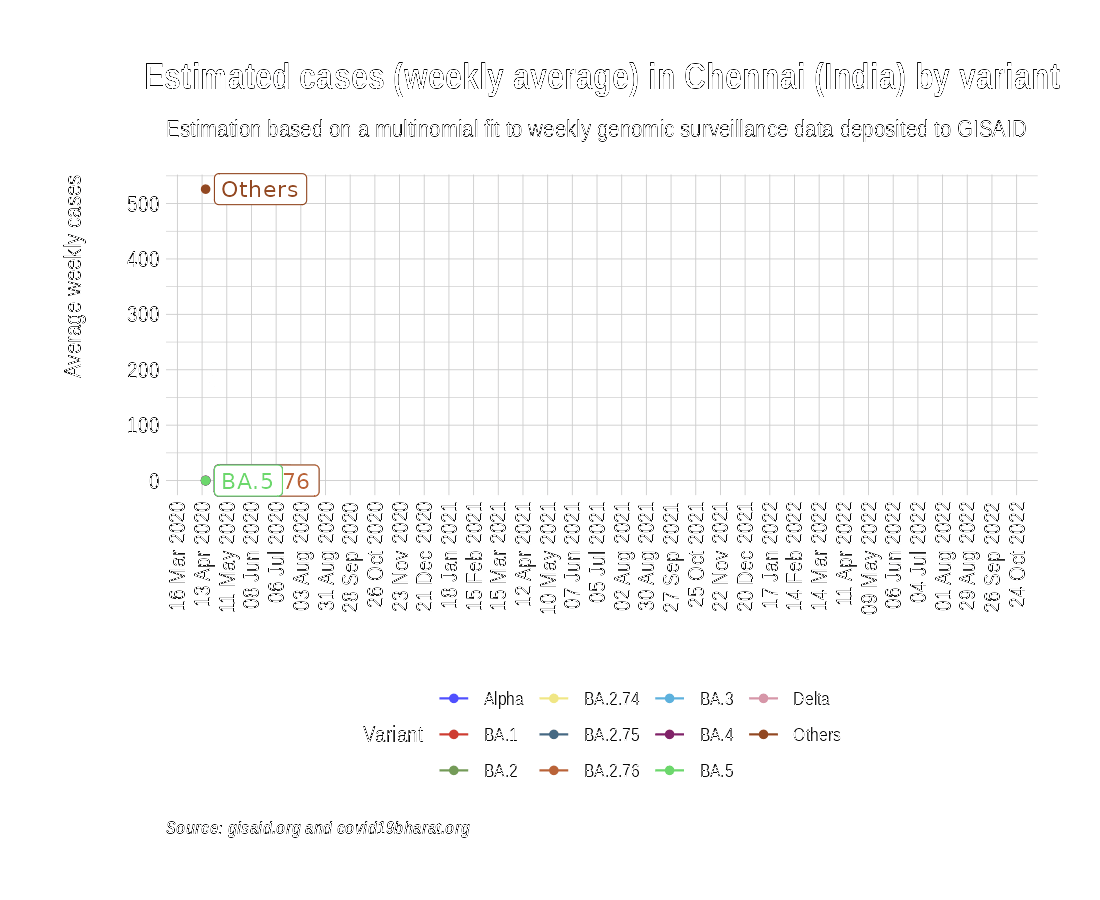 Estimated cases (weekly average) in Chennai (India) by variant
Estimation based on a multinomial fit to weekly genomic surveillance data deposited to GISAID
Average weekly cases
500
400
300
200
100
0
Others
BA.5
76
16 Mar 2020
13 Apr 2020
11 May 2020
08 Jun 2020
06 Jul 2020
03 Aug 2020
31 Aug 2020
28 Sep 2020
26 Oct 2020
23 Nov 2020
21 Dec 2020
18 Jan 2021
15 Feb 2021
15 Mar 2021
12 Apr 2021
10 May 2021
07 Jun 2021
05 Jul 2021
02 Aug 2021
30 Aug 2021
27 Sep 2021
25 Oct 2021
22 Nov 2021
20 Dec 2021
17 Jan 2022
14 Feb 2022
14 Mar 2022
11 Apr 2022
09 May 2022
06 Jun 2022
04 Jul 2022
01 Aug 2022
29 Aug 2022
26 Sep 2022
24 Oct 2022
Variant
Alpha
BA.1
BA.2
BA.2.74
BA.2.75
BA.2.76
BA.3
BA.4
BA.5
Delta
Others
Source: gisaid.org and covid19bharat.org